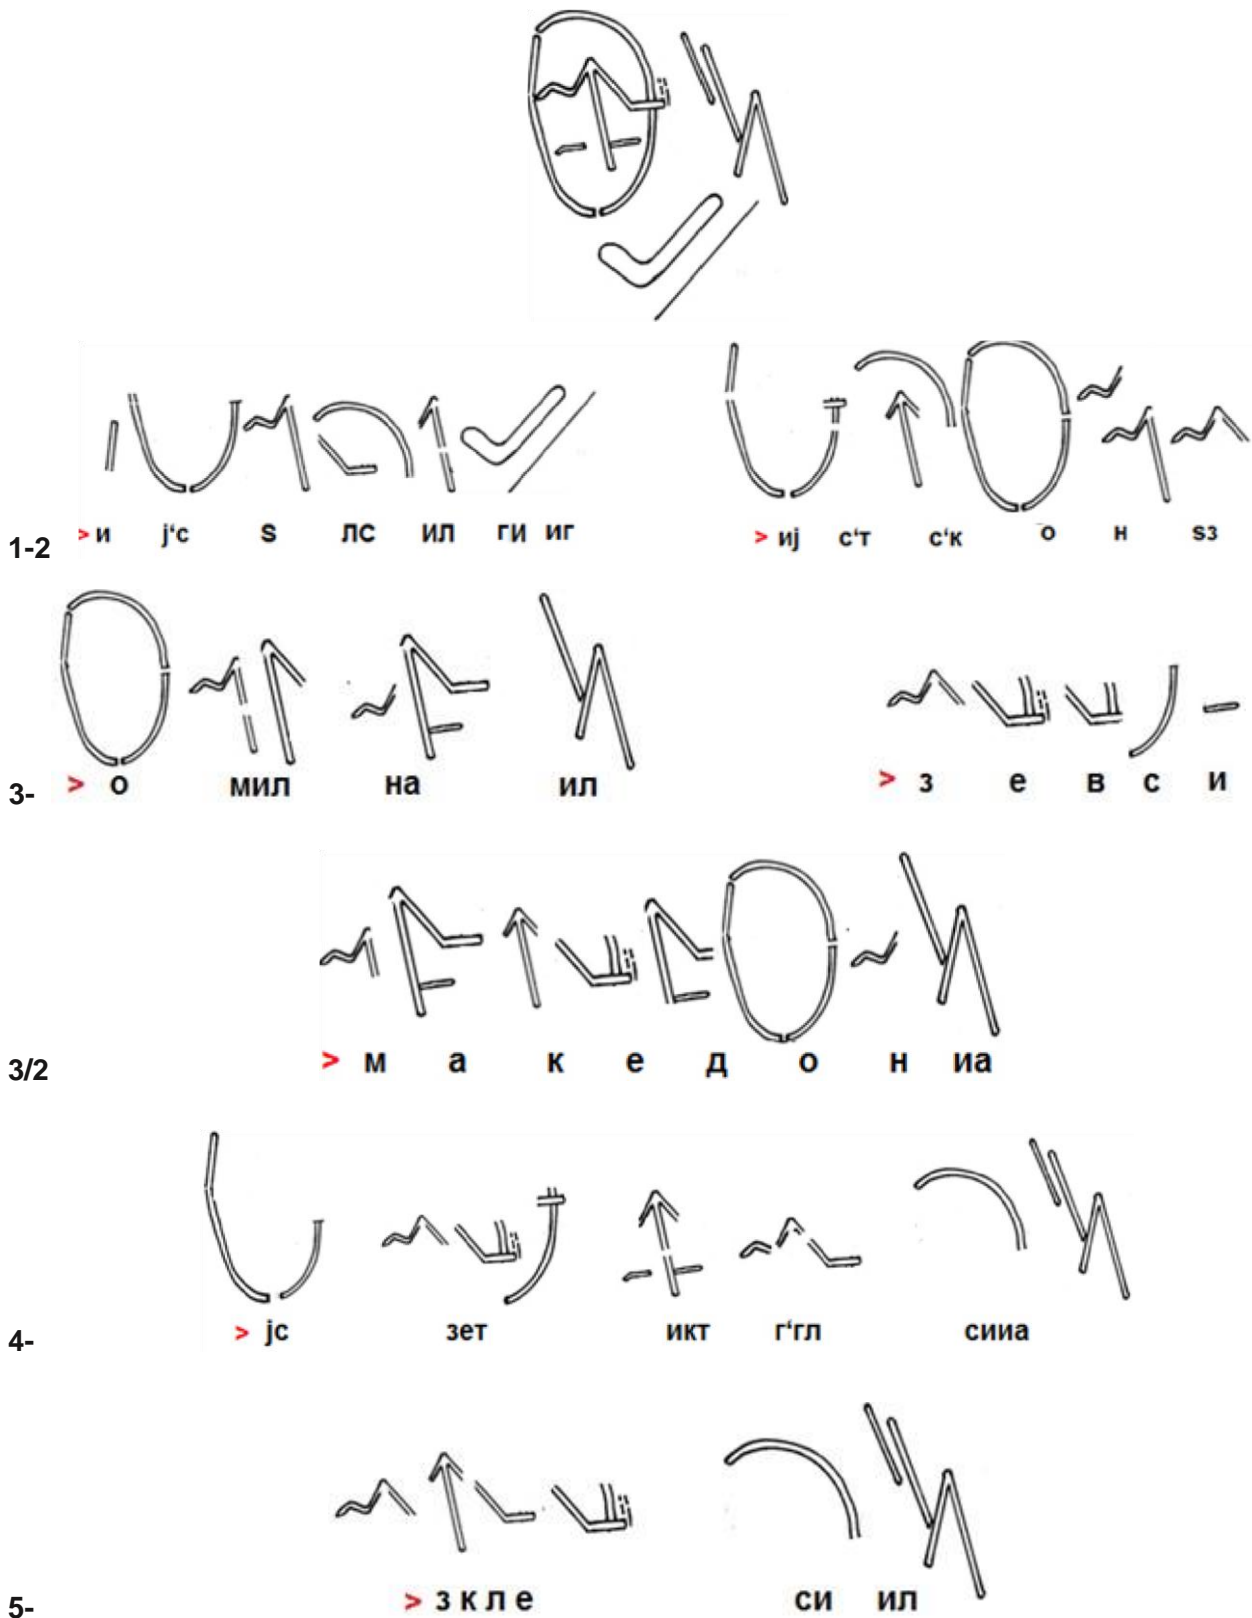 1-2 > и ј‘с ѕ лс ил ги иг > иј с‘т с‘к о н ѕз
3- > о мил на ил > з е в с и
3/2 > м а к е д о н иа
4- > јс зет икт г‘гл сииа
5- > з к л е си ил